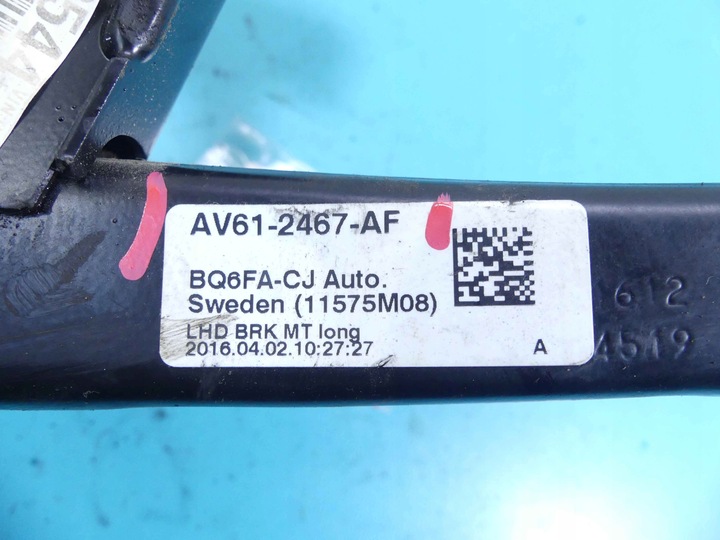 544
AV61-2467-AF
BQ6FA-CJ Auto.
Sweden (11575M08)
LHD BRK MT long
2016.04.02.10:27:27
A
612
4519